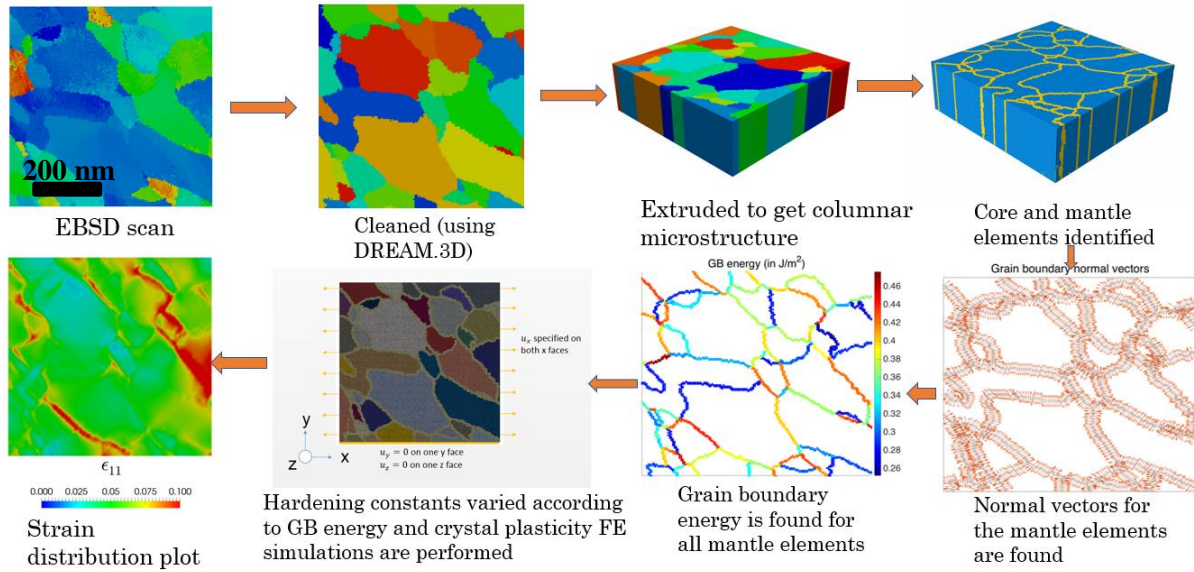 200 nm
EBSD scan
Cleaned (using
DREAM.3D)
Extruded to get columnar
microstructure
Core and mantle
elements identified
Grain boundary normal vectors
Normal vectors for
the mantle elements
are found
GB energy (in J/m²)
0.46
0.44
0.42
0.4
0.38
0.36
0.34
0.32
0.3
0.28
0.26
Grain boundary
energy is found for
all mantle elements
uₓ specified on
both x faces
y
z
x
u_y = 0 on one y face
u_z = 0 on one z face
Hardening constants varied according
to GB energy and crystal plasticity FE
simulations are performed
ϵ₁₁
0.000 0.025 0.05 0.075 0.100
Strain
distribution plot